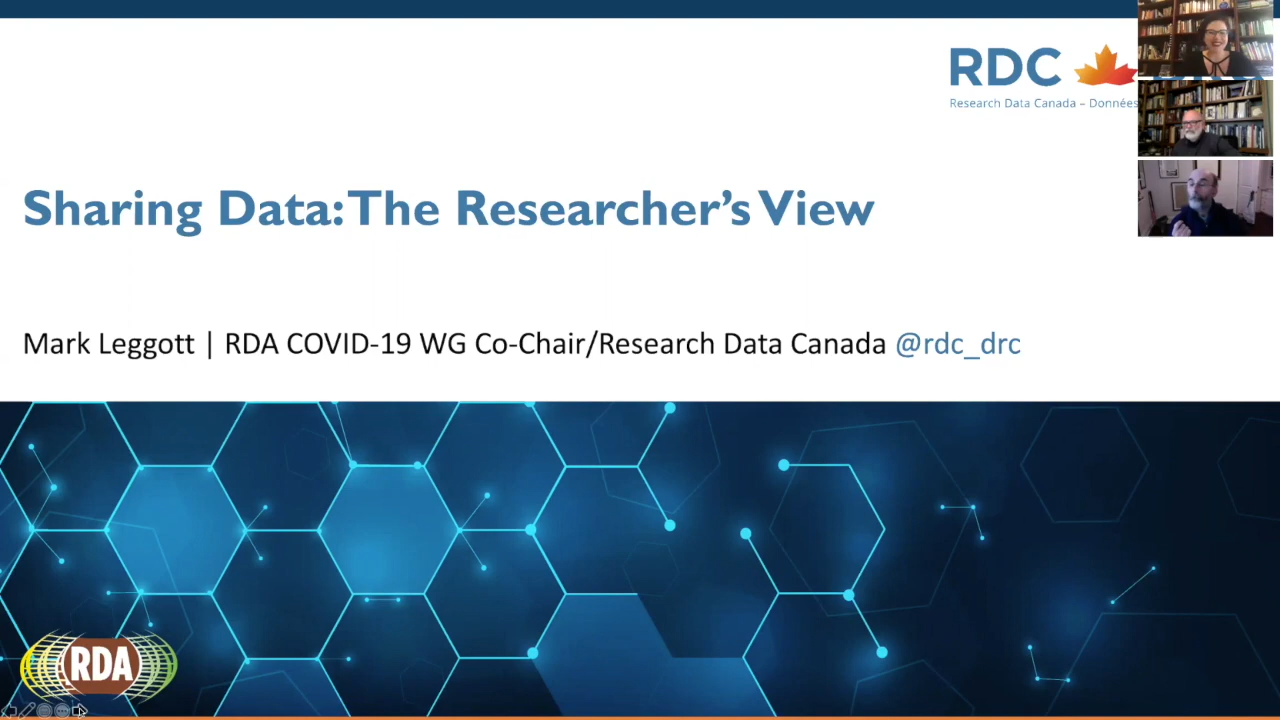 RDC
Research Data Canada – Données
Sharing Data: The Researcher's View
Mark Leggott | RDA COVID-19 WG Co-Chair/Research Data Canada @rdc_drc
RDA